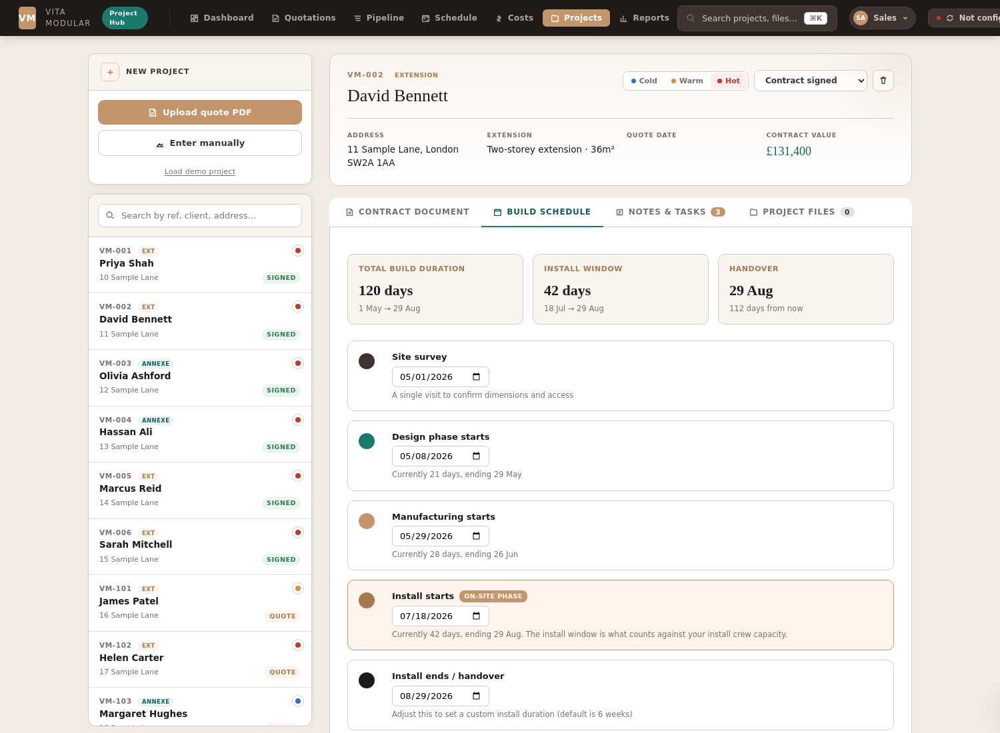 VM
VITA
MODULAR
Project
Hub
Dashboard
Quotations
Pipeline
Schedule
Costs
Projects
Reports
Search projects, files...
⌘K
SA
Sales
Not config
+ NEW PROJECT
Upload quote PDF
Enter manually
Load demo project
Search by ref, client, address...
VM-001 EXT
Priya Shah
10 Sample Lane
SIGNED
VM-002 EXT
David Bennett
11 Sample Lane
SIGNED
VM-003 ANNEXE
Olivia Ashford
12 Sample Lane
SIGNED
VM-004 ANNEXE
Hassan Ali
13 Sample Lane
SIGNED
VM-005 EXT
Marcus Reid
14 Sample Lane
SIGNED
VM-006 EXT
Sarah Mitchell
15 Sample Lane
SIGNED
VM-101 EXT
James Patel
16 Sample Lane
QUOTE
VM-102 EXT
Helen Carter
17 Sample Lane
QUOTE
VM-103 ANNEXE
Margaret Hughes
VM-002 EXTENSION
David Bennett
Cold
Warm
Hot
Contract signed
ADDRESS
11 Sample Lane, London
SW2A 1AA
EXTENSION
Two-storey extension · 36m²
QUOTE DATE
CONTRACT VALUE
£131,400
CONTRACT DOCUMENT
BUILD SCHEDULE
NOTES & TASKS 3
PROJECT FILES 0
TOTAL BUILD DURATION
120 days
1 May → 29 Aug
INSTALL WINDOW
42 days
18 Jul → 29 Aug
HANDOVER
29 Aug
112 days from now
Site survey
05/01/2026
A single visit to confirm dimensions and access
Design phase starts
05/08/2026
Currently 21 days, ending 29 May
Manufacturing starts
05/29/2026
Currently 28 days, ending 26 Jun
Install starts ON-SITE PHASE
07/18/2026
Currently 42 days, ending 29 Aug. The install window is what counts against your install crew capacity.
Install ends / handover
08/29/2026
Adjust this to set a custom install duration (default is 6 weeks)